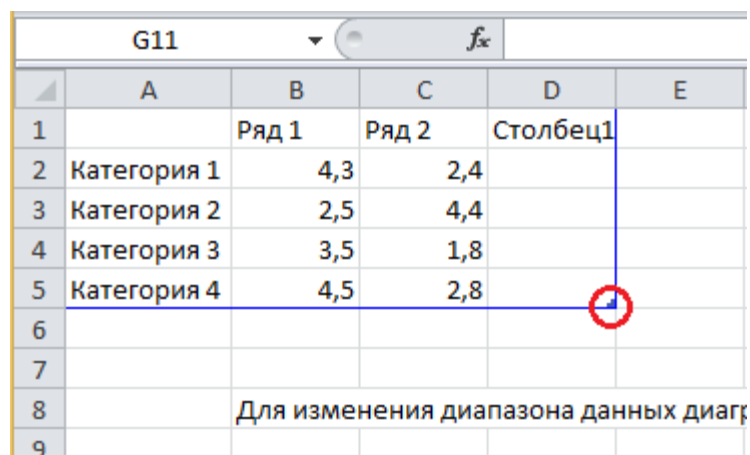 G11 fx
A B C D E
1 Ряд 1 Ряд 2 Столбец1
2 Категория 1 4,3 2,4
3 Категория 2 2,5 4,4
4 Категория 3 3,5 1,8
5 Категория 4 4,5 2,8
6
7
8 Для изменения диапазона данных диагр
9